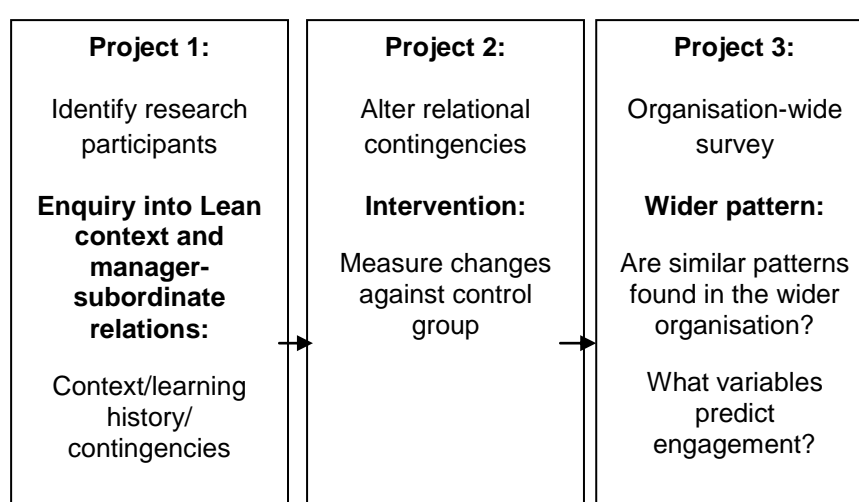 Project 1:
Identify research
participants
Enquiry into Lean
context and
manager-
subordinate
relations:
Context/learning
history/
contingencies
Project 2:
Alter relational
contingencies
Intervention:
Measure changes
against control
group
Project 3:
Organisation-wide
survey
Wider pattern:
Are similar patterns
found in the wider
organisation?
What variables
predict
engagement?